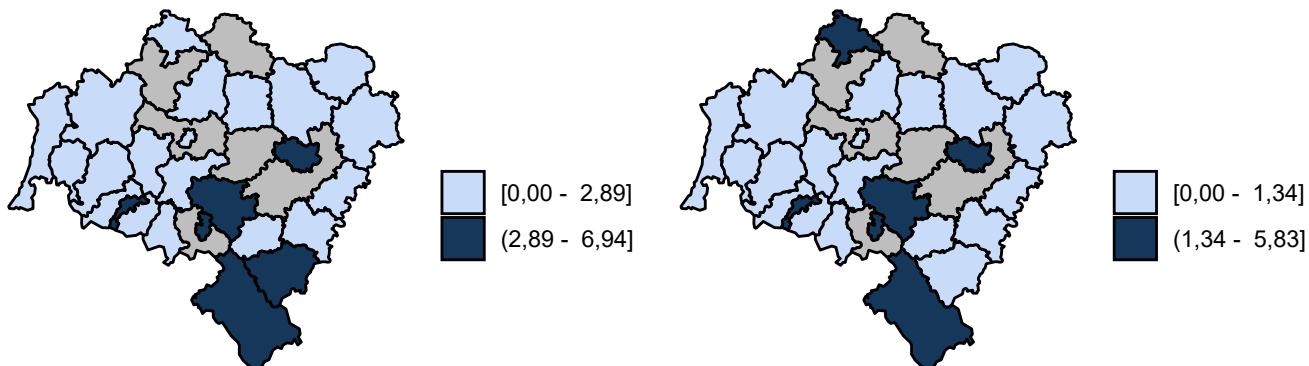 [0,00 - 2,89]
(2,89 - 6,94]
[0,00 - 1,34]
(1,34 - 5,83]